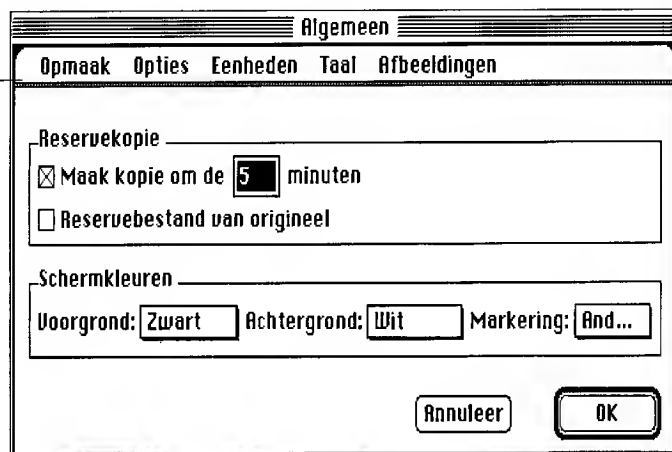 Algemeen
Opmaak Opties Eenheden Taal Afbeeldingen
Reservekopie
Maak kopie om de 5 minuten
Reservebestand van origineel
Schermkleuren
Voorgrond: Zwart Achtergrond: Wit Markering: And...
Annuleer OK